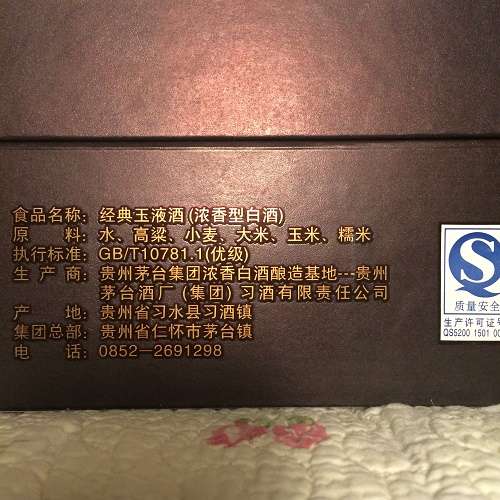 食品名称：经典玉液酒(浓香型白酒)
原　　料：水、高粱、小麦、大米、玉米、糯米
执行标准：GB/T10781.1(优级)
生 产 商：贵州茅台集团浓香白酒酿造基地---贵州
茅台酒厂(集团)习酒有限责任公司
产　　地：贵州省习水县习酒镇
集团总部：贵州省仁怀市茅台镇
电　　话：0852－2691298
质量安全
生产许可证号
QS5200 1501 00